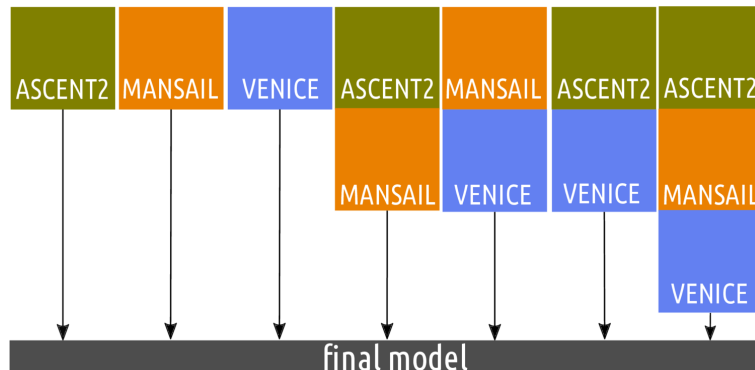 ASCENT2 MANSAIL VENICE ASCENT2 MANSAIL ASCENT2 ASCENT2
MANSAIL VENICE VENICE MANSAIL
VENICE
final model